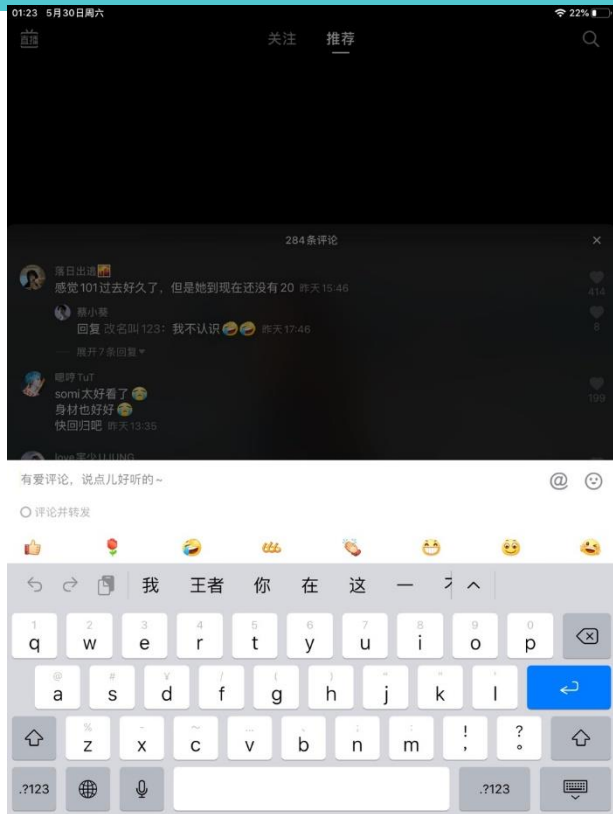 01:23 5月30日周六 22%
直播 关注 推荐
284条评论
落日出逃
感觉101过去好久了，但是她到现在还没有20 昨天15:46
414
蔡小葵
回复 改名叫123：我不认识 昨天17:46
8
展开7条回复
嗯哼TuT
somi太好看了
身材也好好
快回归吧 昨天13:35
199
有爱评论，说点儿好听的~
@
评论并转发
666
我 王者 你 在 这 一
1 2 3 4 5 6 7 8 9 0
q w e r t y u i o p
@ # ¥ / ( ) “ ” '
a s d f g h j k l
% - ~ … 、 ; :
z x c v b n m ！， ？。
.?123 .?123